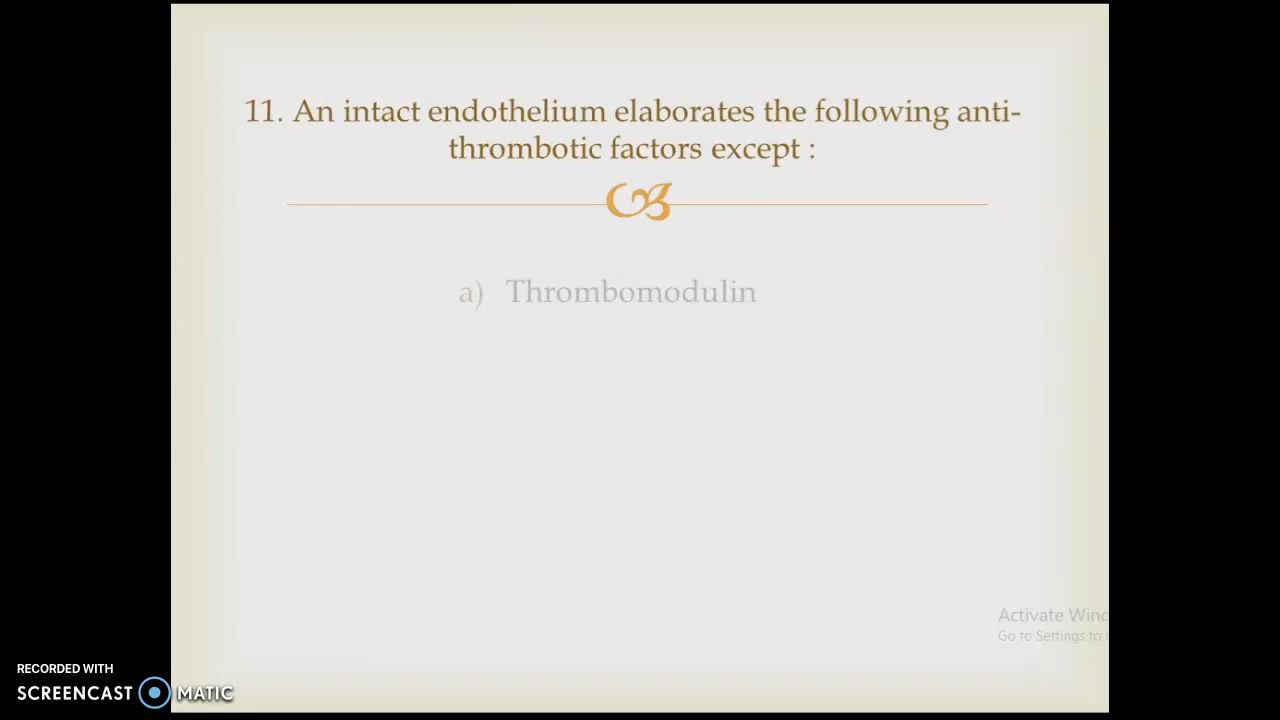 11. An intact endothelium elaborates the following anti-
thrombotic factors except :
a) Thrombomodulin
Activate Win
Go to Settings to
RECORDED WITH
SCREENCAST MATIC